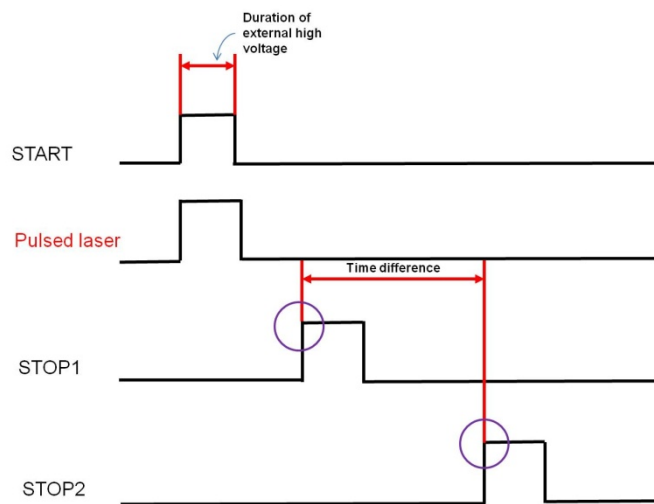 Duration of
external high
voltage
START
Pulsed laser
Time difference
STOP1
STOP2